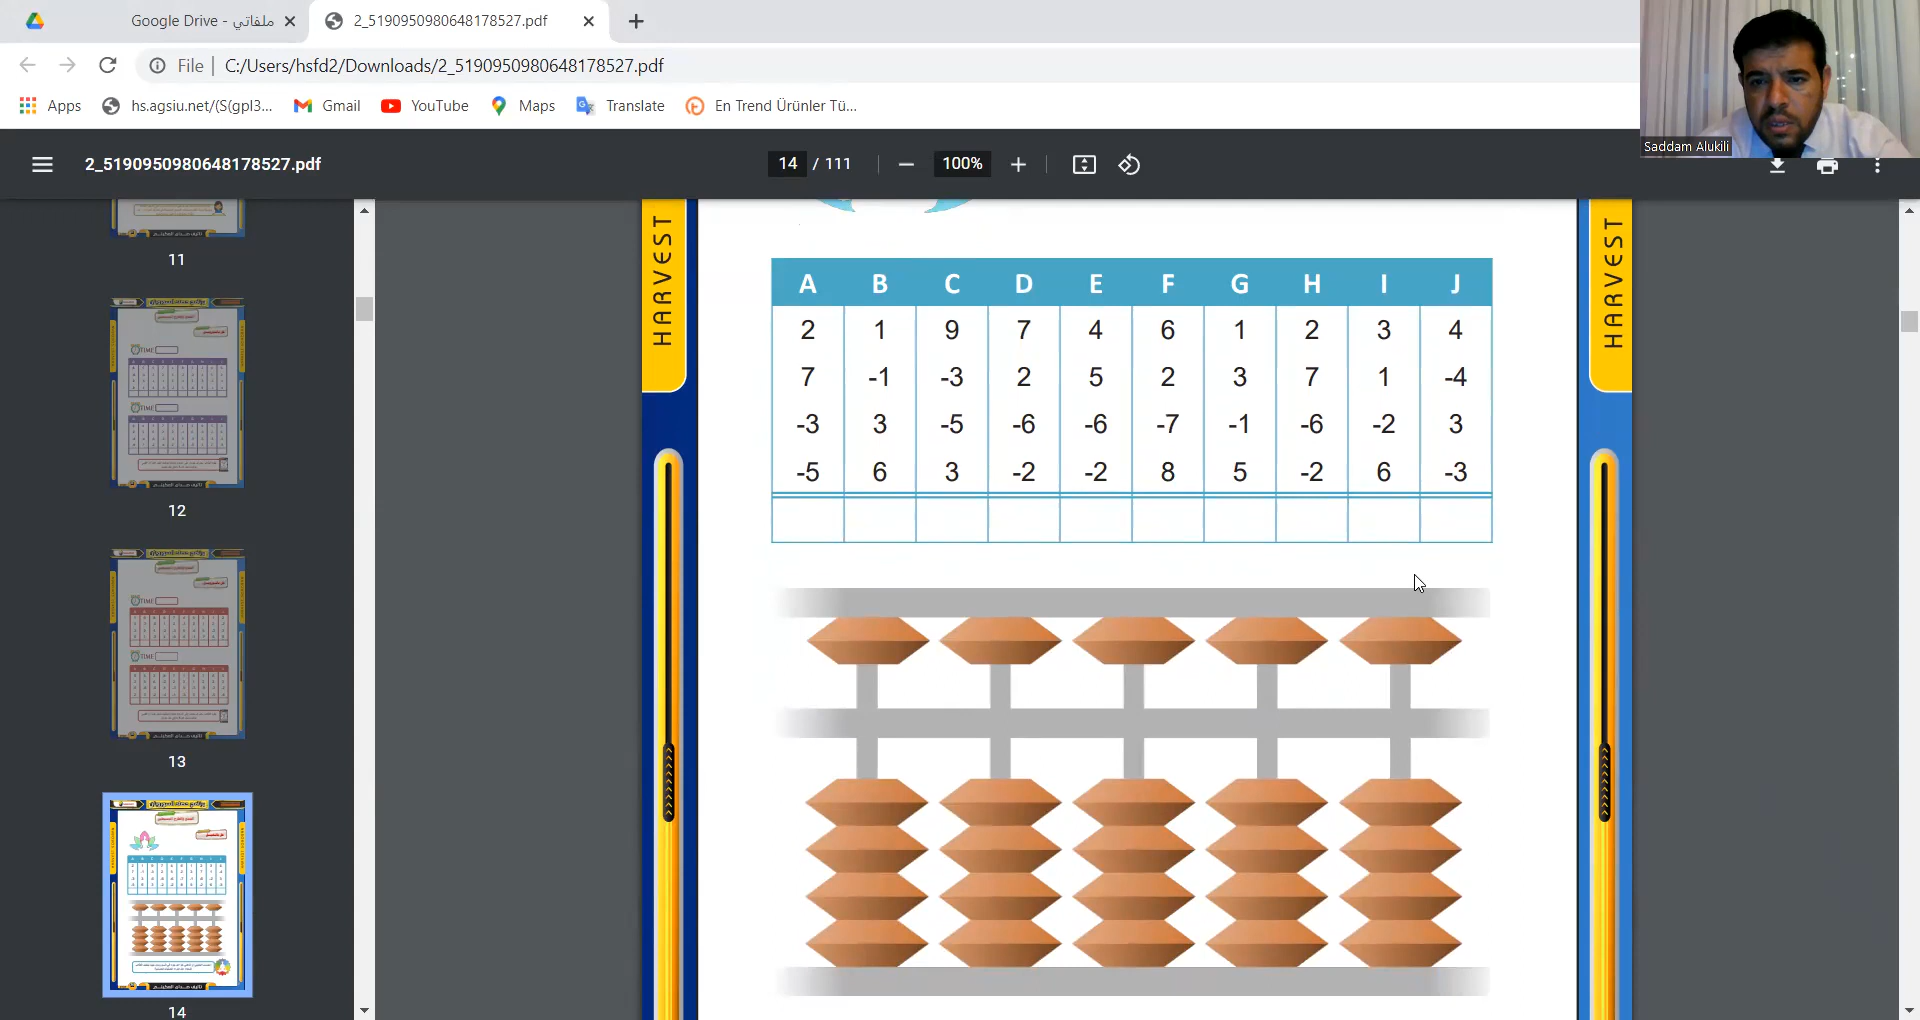 Google Drive - ملفاتي
2_5190950980648178527.pdf
File
C:/Users/hsfd2/Downloads/2_5190950980648178527.pdf
Apps
hs.agsiu.net/(S(gpl3...
Gmail
YouTube
Maps
Translate
En Trend Ürünler Tü...
Saddam Alukili
2_5190950980648178527.pdf
14 / 111
100%
11
12
13
14
TIME
TIME
TIME
TIME
HARVEST
HARVEST
A B C D E F G H I J
2 1 9 7 4 6 1 2 3 4
7 -1 -3 2 5 2 3 7 1 -4
-3 3 -5 -6 -6 -7 -1 -6 -2 3
-5 6 3 -2 -2 8 5 -2 6 -3